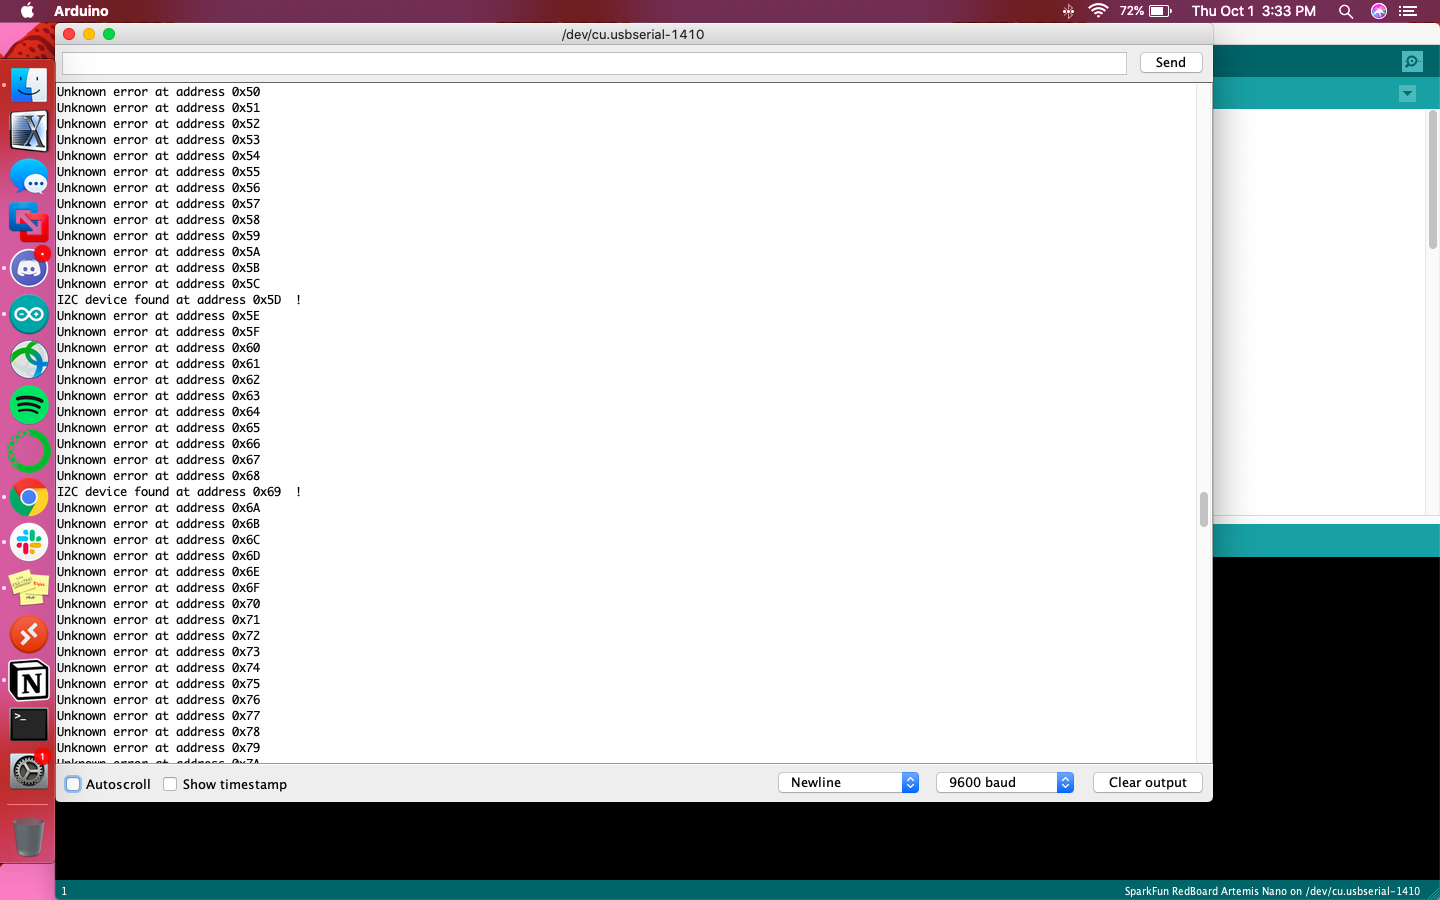 Arduino
72%
Thu Oct 1 3:33 PM
/dev/cu.usbserial-1410
Send
Unknown error at address 0x50
Unknown error at address 0x51
Unknown error at address 0x52
Unknown error at address 0x53
Unknown error at address 0x54
Unknown error at address 0x55
Unknown error at address 0x56
Unknown error at address 0x57
Unknown error at address 0x58
Unknown error at address 0x59
Unknown error at address 0x5A
Unknown error at address 0x5B
Unknown error at address 0x5C
I2C device found at address 0x5D  !
Unknown error at address 0x5E
Unknown error at address 0x5F
Unknown error at address 0x60
Unknown error at address 0x61
Unknown error at address 0x62
Unknown error at address 0x63
Unknown error at address 0x64
Unknown error at address 0x65
Unknown error at address 0x66
Unknown error at address 0x67
Unknown error at address 0x68
I2C device found at address 0x69  !
Unknown error at address 0x6A
Unknown error at address 0x6B
Unknown error at address 0x6C
Unknown error at address 0x6D
Unknown error at address 0x6E
Unknown error at address 0x6F
Unknown error at address 0x70
Unknown error at address 0x71
Unknown error at address 0x72
Unknown error at address 0x73
Unknown error at address 0x74
Unknown error at address 0x75
Unknown error at address 0x76
Unknown error at address 0x77
Unknown error at address 0x78
Unknown error at address 0x79
Unknown error at address 0x7A
Autoscroll
Show timestamp
Newline
9600 baud
Clear output
1
SparkFun RedBoard Artemis Nano on /dev/cu.usbserial-1410